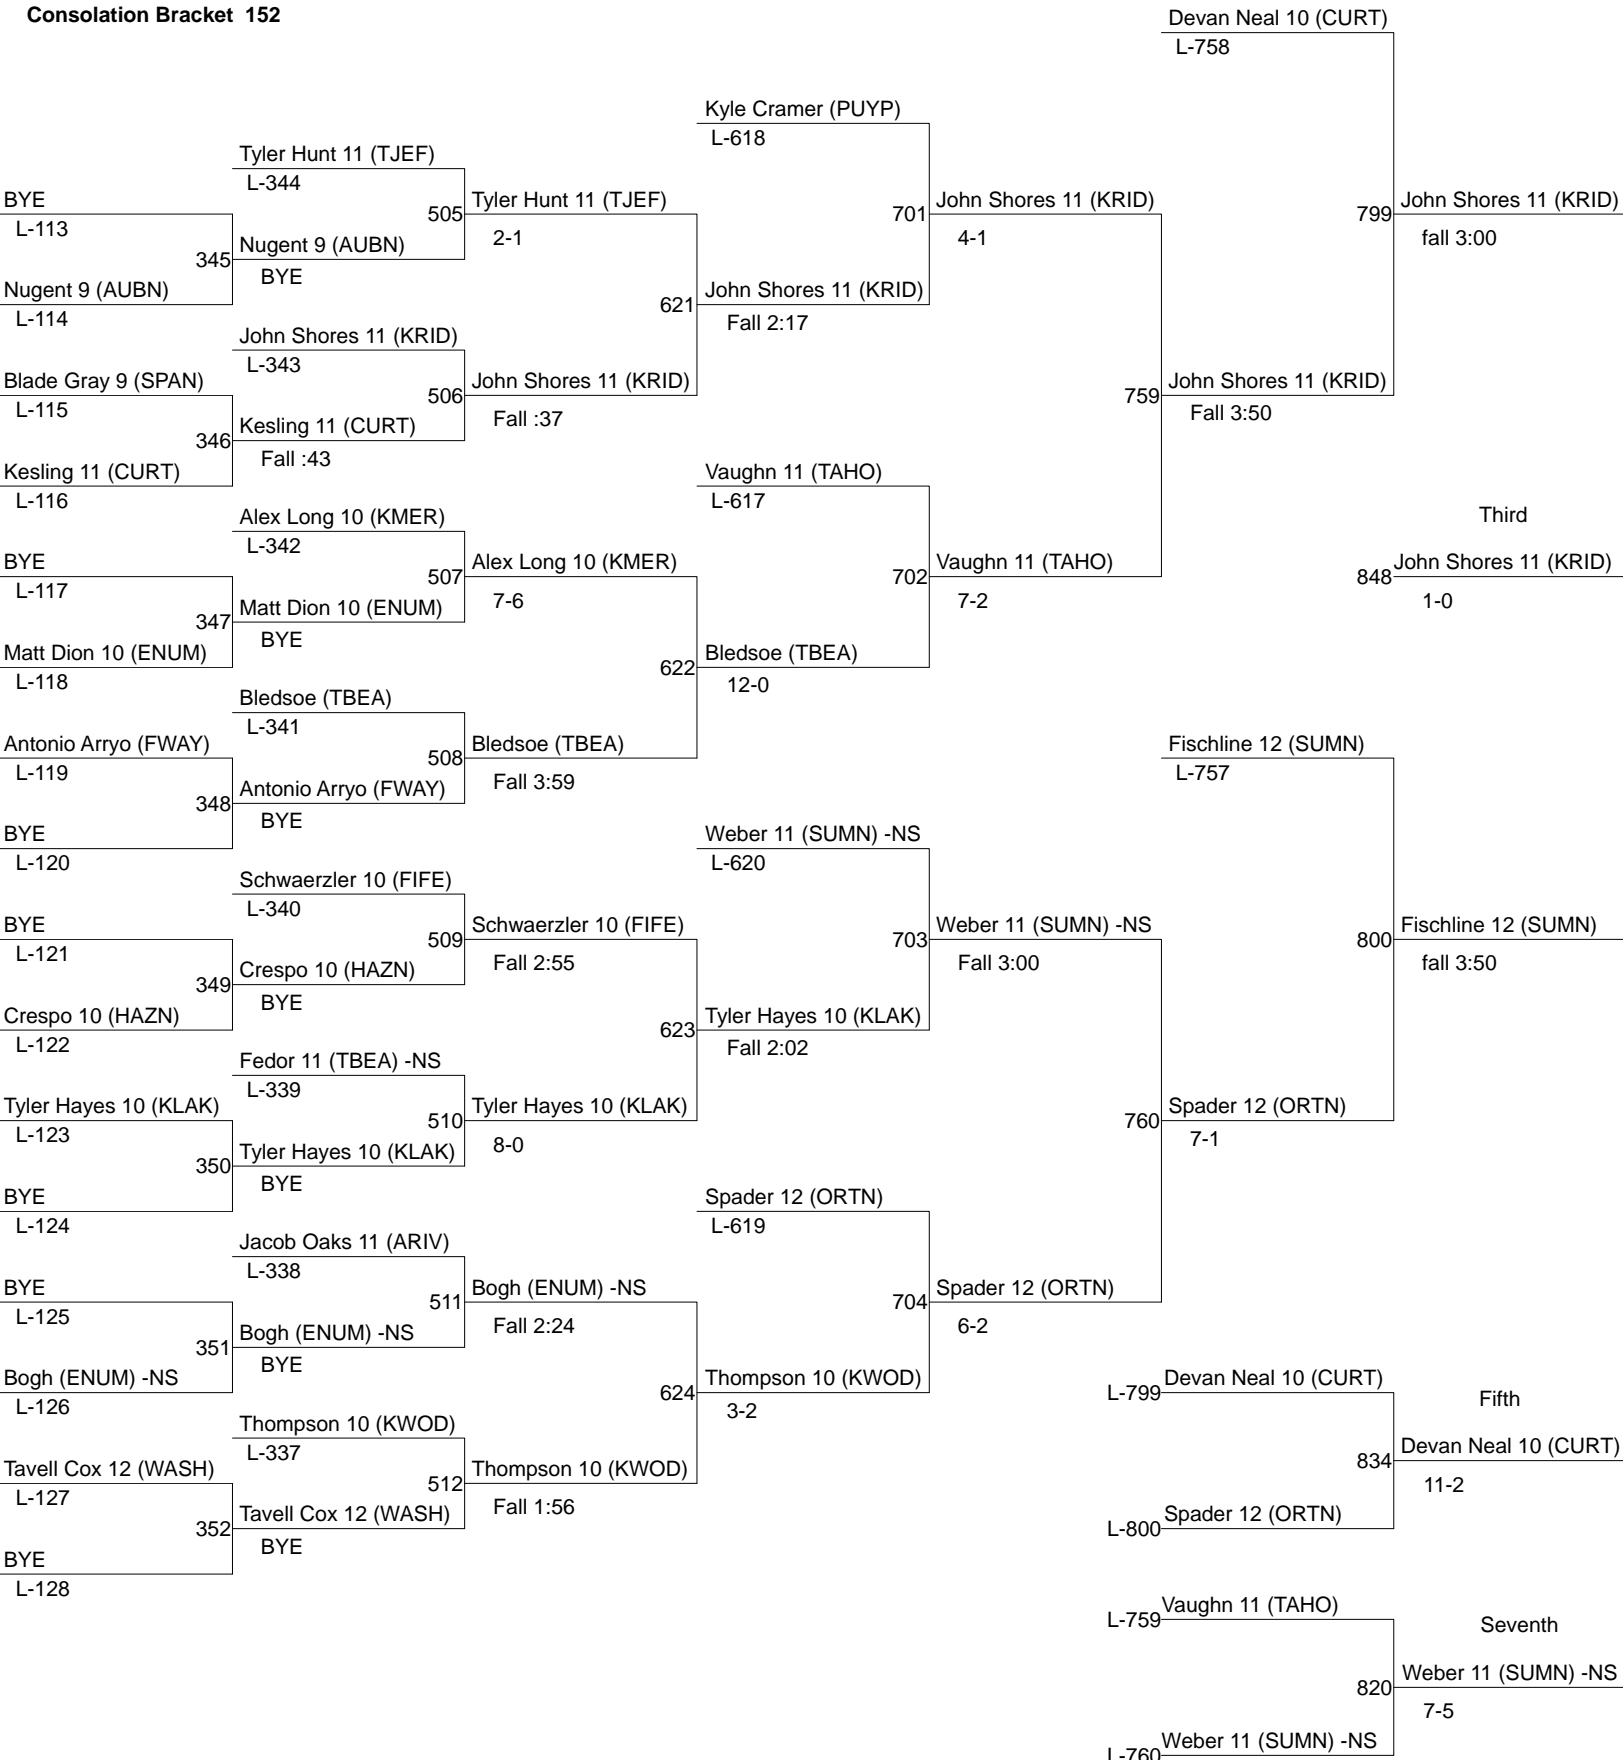 Consolation Bracket 152
Devan Neal 10 (CURT)
L-758
Kyle Cramer (PUYP)
L-618
Tyler Hunt 11 (TJEF)
L-344
BYE
L-113
505
Tyler Hunt 11 (TJEF)
2-1
701
John Shores 11 (KRID)
4-1
799
John Shores 11 (KRID)
fall 3:00
345
Nugent 9 (AUBN)
BYE
Nugent 9 (AUBN)
L-114
621
John Shores 11 (KRID)
Fall 2:17
John Shores 11 (KRID)
L-343
Blade Gray 9 (SPAN)
L-115
506
John Shores 11 (KRID)
Fall :37
759
John Shores 11 (KRID)
Fall 3:50
346
Kesling 11 (CURT)
Fall :43
Kesling 11 (CURT)
L-116
Vaughn 11 (TAHO)
L-617
Alex Long 10 (KMER)
L-342
Third
BYE
L-117
507
Alex Long 10 (KMER)
7-6
702
Vaughn 11 (TAHO)
7-2
848
John Shores 11 (KRID)
1-0
347
Matt Dion 10 (ENUM)
BYE
Matt Dion 10 (ENUM)
L-118
622
Bledsoe (TBEA)
12-0
Bledsoe (TBEA)
L-341
Antonio Arryo (FWAY)
L-119
508
Bledsoe (TBEA)
Fall 3:59
Fischline 12 (SUMN)
L-757
348
Antonio Arryo (FWAY)
BYE
BYE
L-120
Weber 11 (SUMN) -NS
L-620
Schwaerzler 10 (FIFE)
L-340
BYE
L-121
509
Schwaerzler 10 (FIFE)
Fall 2:55
703
Weber 11 (SUMN) -NS
Fall 3:00
800
Fischline 12 (SUMN)
fall 3:50
349
Crespo 10 (HAZN)
BYE
Crespo 10 (HAZN)
L-122
623
Tyler Hayes 10 (KLAK)
Fall 2:02
Fedor 11 (TBEA) -NS
L-339
Tyler Hayes 10 (KLAK)
L-123
510
Tyler Hayes 10 (KLAK)
8-0
760
Spader 12 (ORTN)
7-1
350
Tyler Hayes 10 (KLAK)
BYE
BYE
L-124
Spader 12 (ORTN)
L-619
Jacob Oaks 11 (ARIV)
L-338
BYE
L-125
511
Bogh (ENUM) -NS
Fall 2:24
704
Spader 12 (ORTN)
6-2
351
Bogh (ENUM) -NS
BYE
Bogh (ENUM) -NS
L-126
624
Thompson 10 (KWOD)
3-2
L-799
Devan Neal 10 (CURT)
Fifth
Thompson 10 (KWOD)
L-337
834
Devan Neal 10 (CURT)
11-2
Tavell Cox 12 (WASH)
L-127
512
Thompson 10 (KWOD)
Fall 1:56
352
Tavell Cox 12 (WASH)
BYE
L-800
Spader 12 (ORTN)
BYE
L-128
L-759
Vaughn 11 (TAHO)
Seventh
820
Weber 11 (SUMN) -NS
7-5
L-760
Weber 11 (SUMN) -NS